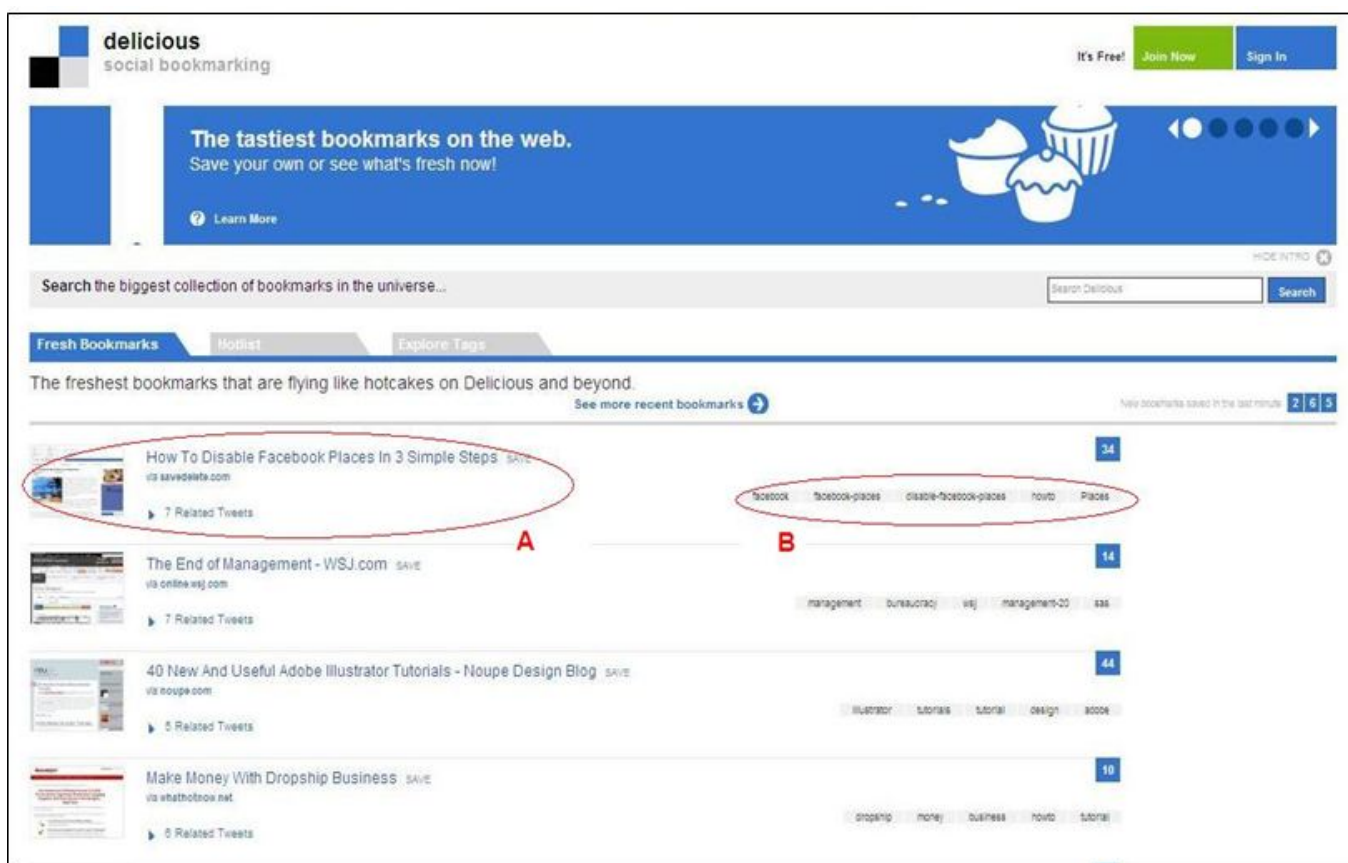 delicious
social bookmarking
It's Free! Join Now Sign In
The tastiest bookmarks on the web.
Save your own or see what's fresh now!
Learn More
HIDE INTRO
Search the biggest collection of bookmarks in the universe...
Search Delicious Search
Fresh Bookmarks Hotlist Explore Tags
The freshest bookmarks that are flying like hotcakes on Delicious and beyond.
See more recent bookmarks
New bookmarks saved in the last minute 2 6 5
How To Disable Facebook Places In 3 Simple Steps SAVE 34
via savedelete.com
facebook facebook-places disable-facebook-places howto Places
7 Related Tweets
A B
The End of Management - WSJ.com SAVE 14
via online.wsj.com
management bureaucracy wsj management-20 sas
7 Related Tweets
40 New And Useful Adobe Illustrator Tutorials - Noupe Design Blog SAVE 44
via noupe.com
illustrator tutorials tutorial design adobe
5 Related Tweets
Make Money With Dropship Business SAVE 10
via whathotnow.net
dropship money business howto tutorial
6 Related Tweets